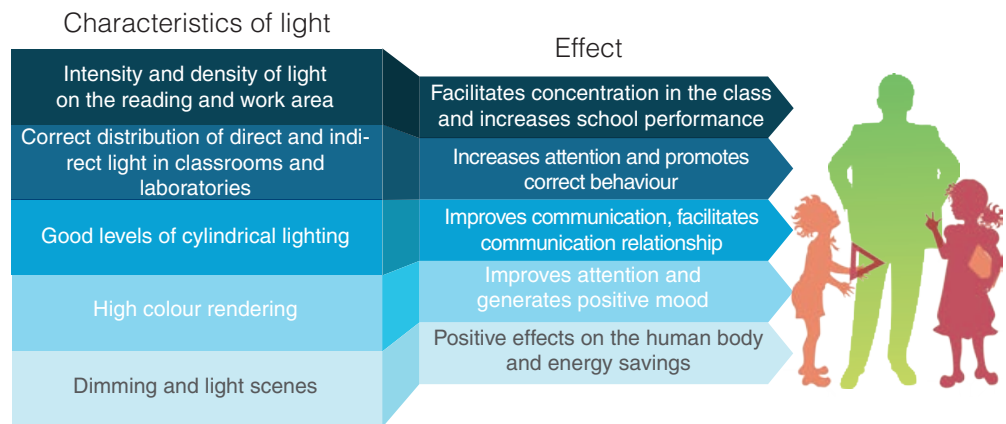 Characteristics of light
Intensity and density of light
on the reading and work area
Correct distribution of direct and indi-
rect light in classrooms and
laboratories
Good levels of cylindrical lighting
High colour rendering
Dimming and light scenes
Effect
Facilitates concentration in the class
and increases school performance
Increases attention and promotes
correct behaviour
Improves communication, facilitates
communication relationship
Improves attention and
generates positive mood
Positive effects on the human body
and energy savings